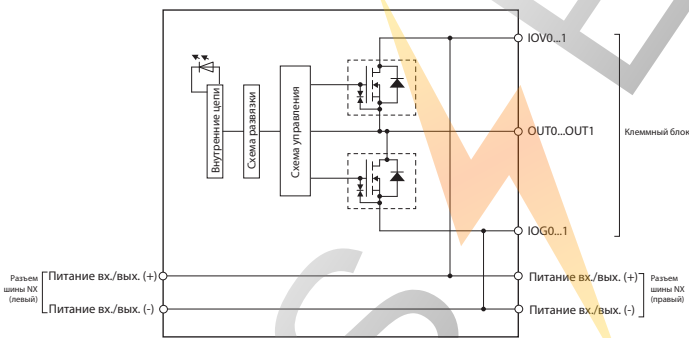 IOV0...1
Внутренние цепи
Схема развязки
Схема управления
OUT0...OUT1
Клеммный блок
IOG0...1
Разъем
шины NX
(левый)
Питание вх./вых. (+)
Питание вх./вых. (-)
Питание вх./вых. (+)
Питание вх./вых. (-)
Разъем
шины NX
(правый)